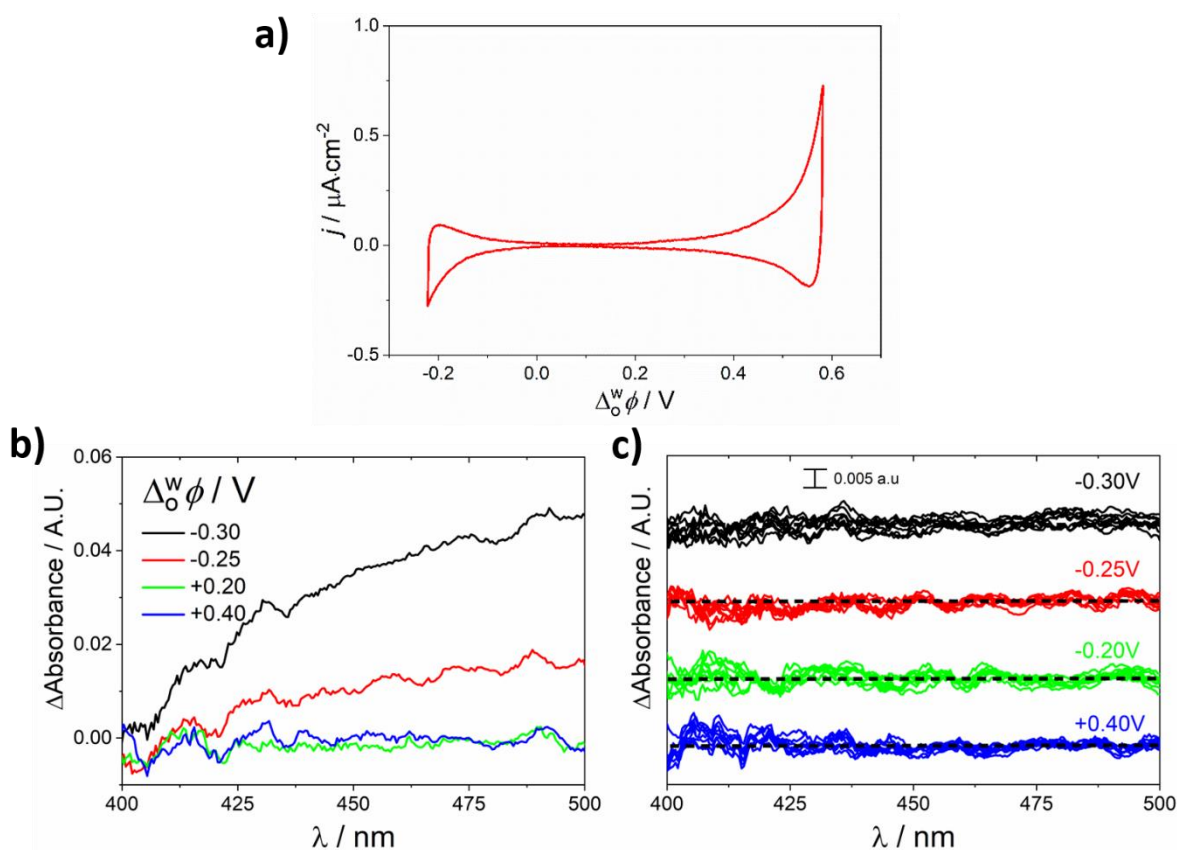 a)
1.0
0.5
0.0
-0.5
j / μA·cm⁻²
-0.2 0.0 0.2 0.4 0.6
Δ_o^w ϕ / V
b)
0.06
0.04
0.02
0.00
ΔAbsorbance / A.U.
Δ_o^w ϕ / V
-0.30
-0.25
+0.20
+0.40
400 425 450 475 500
λ / nm
c)
ΔAbsorbance / A.U.
0.005 a.u
-0.30V
-0.25V
-0.20V
+0.40V
400 425 450 475 500
λ / nm